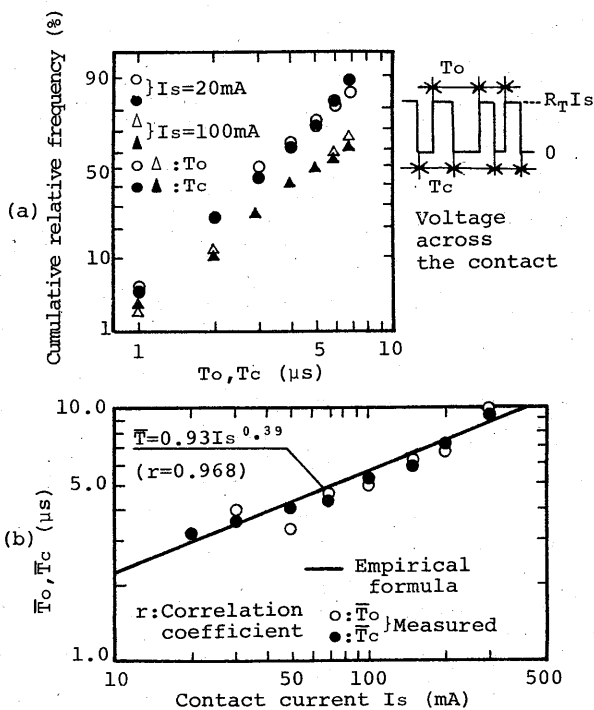 (a)
Cumulative relative frequency (%)
90
50
10
1
○
●
}Is=20mA
△
▲
}Is=100mA
○ △ :To
● ▲ :Tc
1
5
10
To,Tc (μs)
To
RTIs
0
Tc
Voltage
across
the contact
(b)
T̅o,T̅c (μs)
10.0
5.0
1.0
T̅=0.93Is^0.39
(r=0.968)
Empirical
formula
r:Correlation
coefficient
○:T̅o
●:T̅c
}Measured
10
50
100
500
Contact current Is (mA)